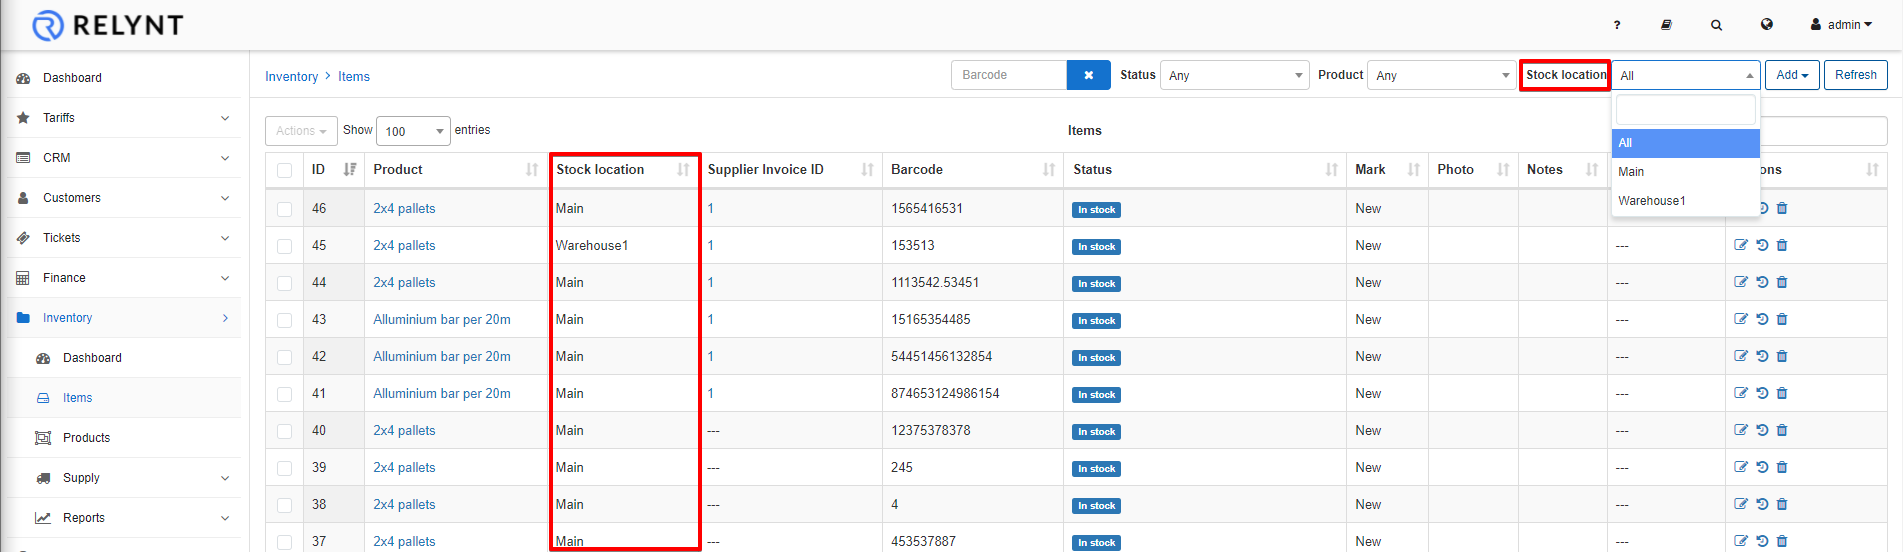 RELYNT
? admin
Dashboard
Tariffs
CRM
Customers
Tickets
Finance
Inventory
Dashboard
Items
Products
Supply
Reports
Inventory > Items
Barcode Status Any Product Any Stock location All Add Refresh
All
Main
Warehouse1
Actions Show 100 entries Items
ID Product Stock location Supplier Invoice ID Barcode Status Mark Photo Notes ons
46 2x4 pallets Main 1 1565416531 In stock New
45 2x4 pallets Warehouse1 1 153513 In stock New ---
44 2x4 pallets Main 1 1113542.53451 In stock New ---
43 Alluminium bar per 20m Main 1 15165354485 In stock New ---
42 Alluminium bar per 20m Main 1 54451456132854 In stock New ---
41 Alluminium bar per 20m Main 1 874653124986154 In stock New ---
40 2x4 pallets Main --- 12375378378 In stock New ---
39 2x4 pallets Main --- 245 In stock New ---
38 2x4 pallets Main --- 4 In stock New ---
37 2x4 pallets Main --- 453537887 In stock New ---